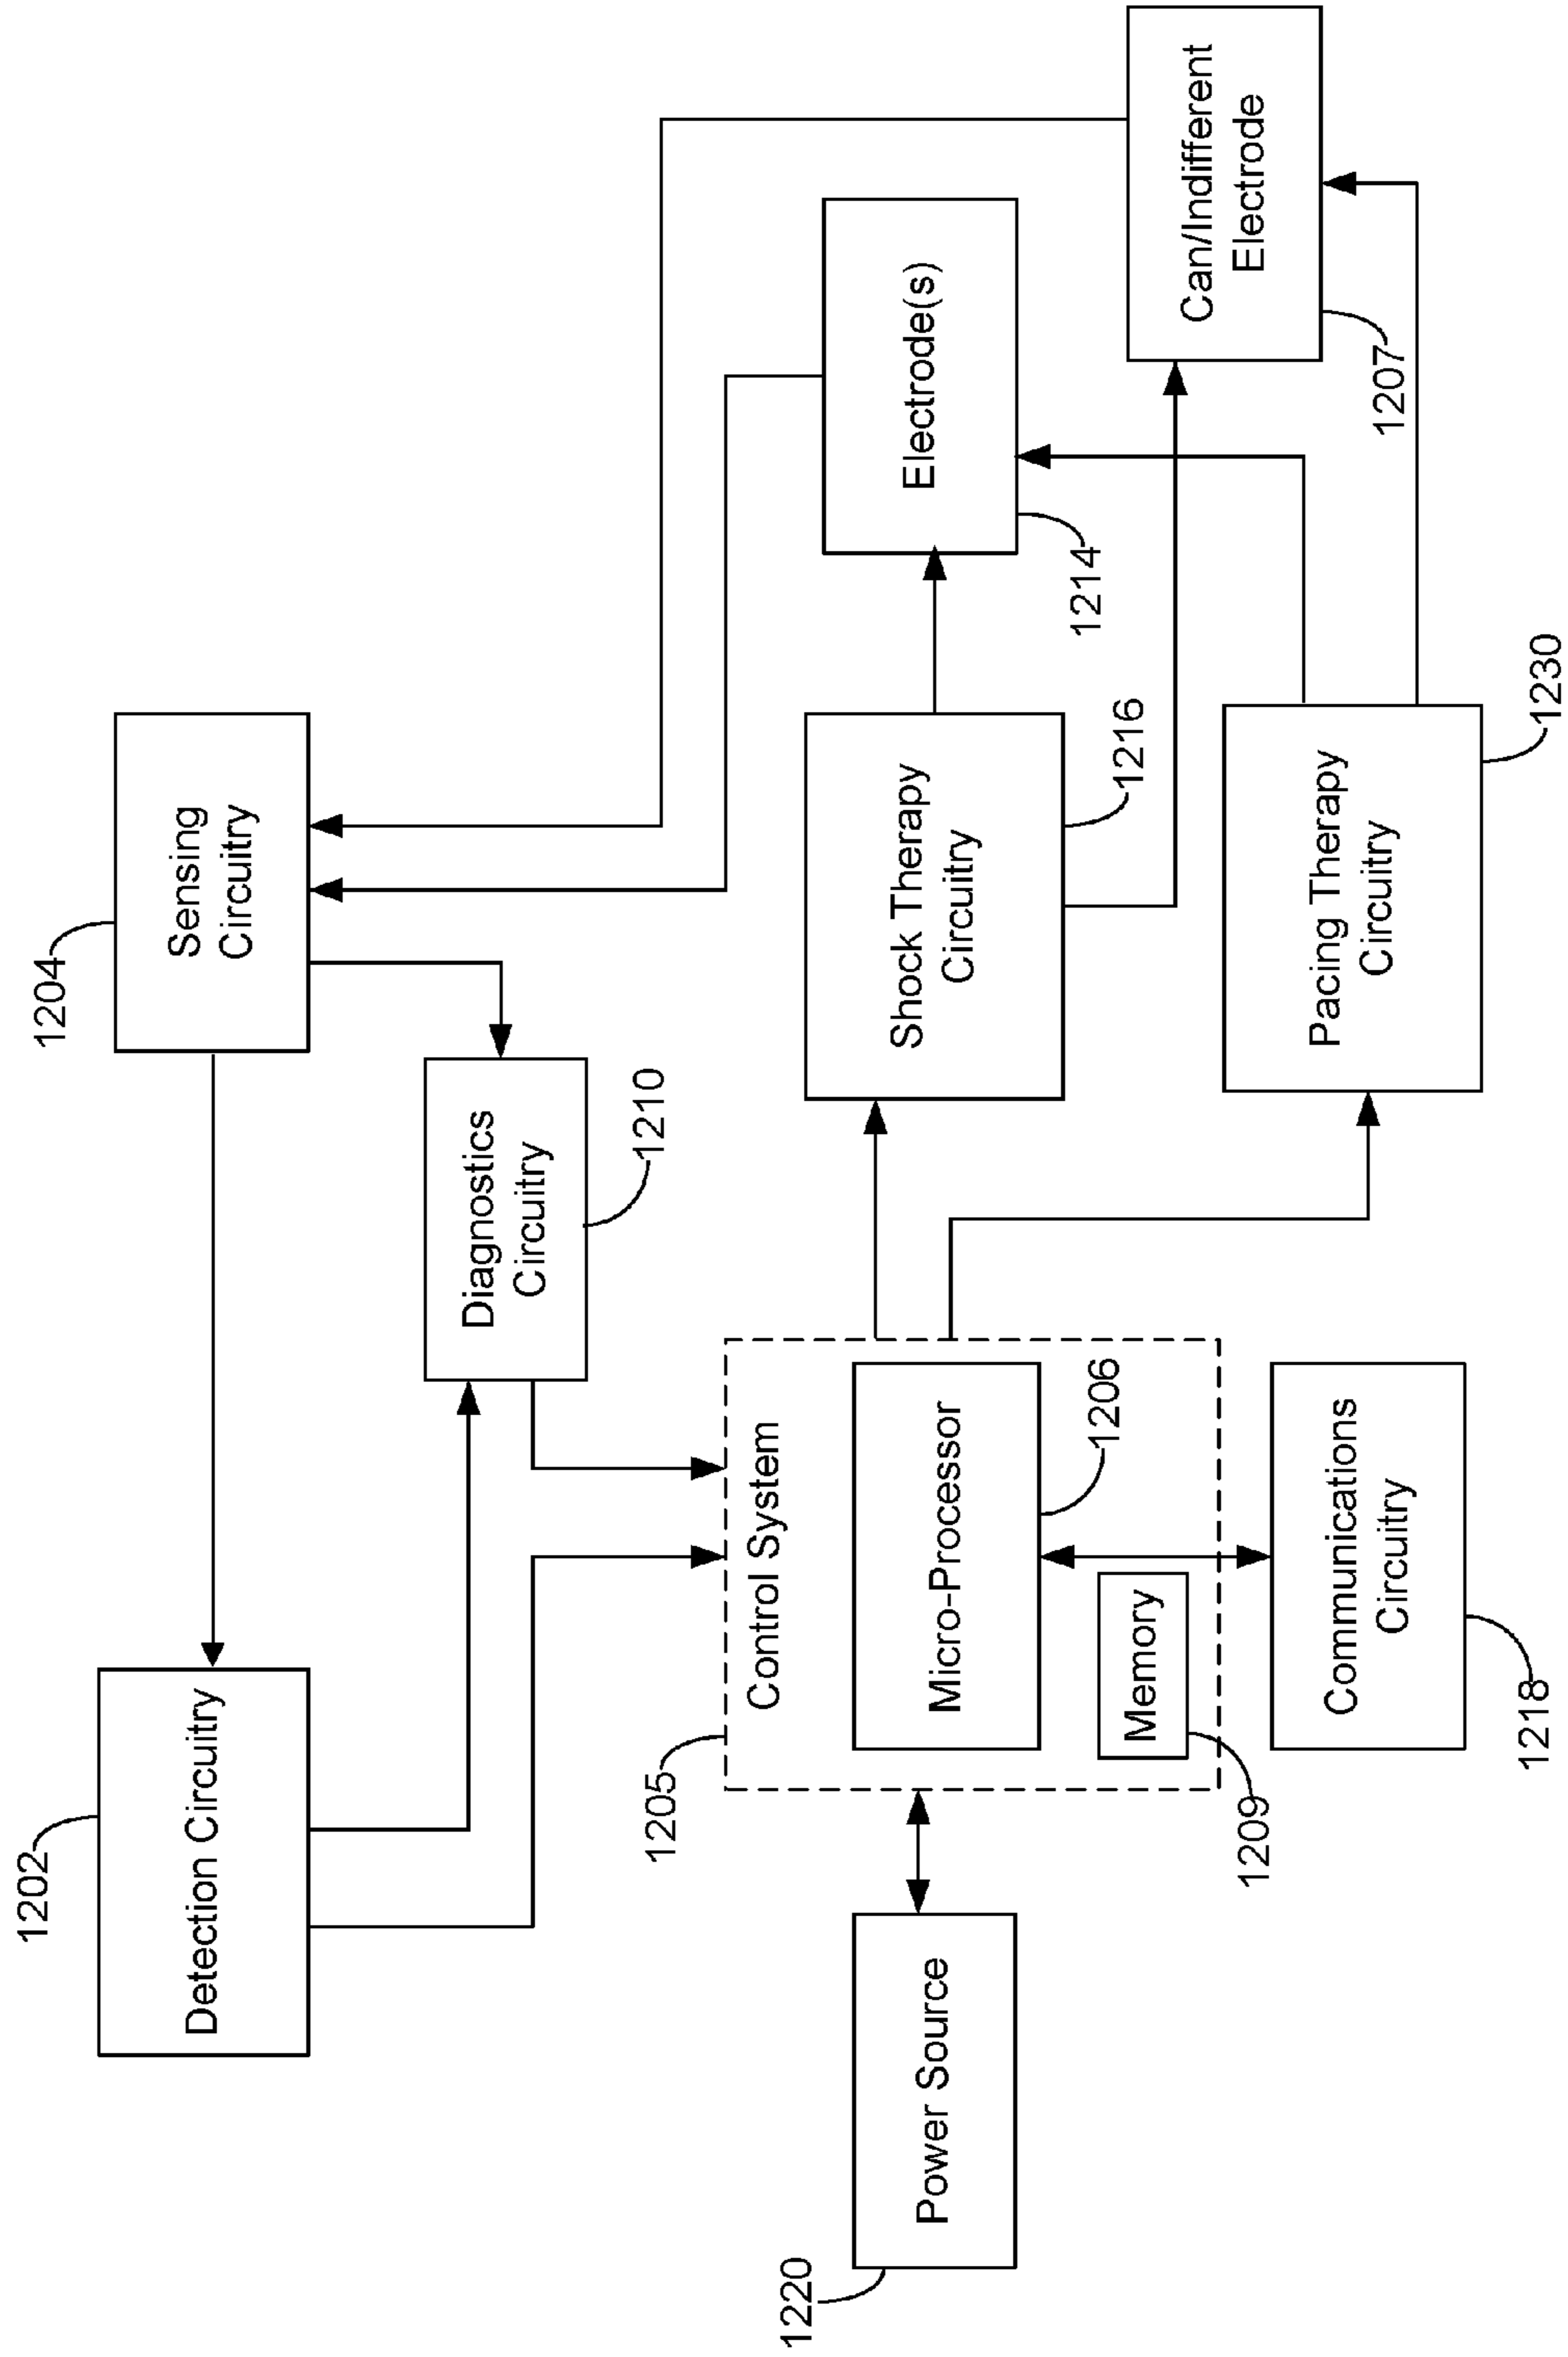 1202
Detection Circuitry
1204
Sensing
Circuitry
Diagnostics
Circuitry
1210
1205
Control System
Micro-Processor
1206
Memory
1209
1220
Power Source
Communications
Circuitry
1218
Shock Therapy
Circuitry
1216
Pacing Therapy
Circuitry
1230
Electrode(s)
1214
Can/Indifferent
Electrode
1207